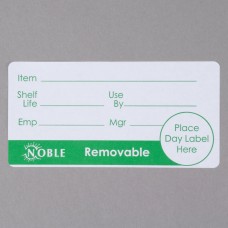 Item
Shelf Life Use By
Emp Mgr
Place
Day Label
Here
NOBLE Removable